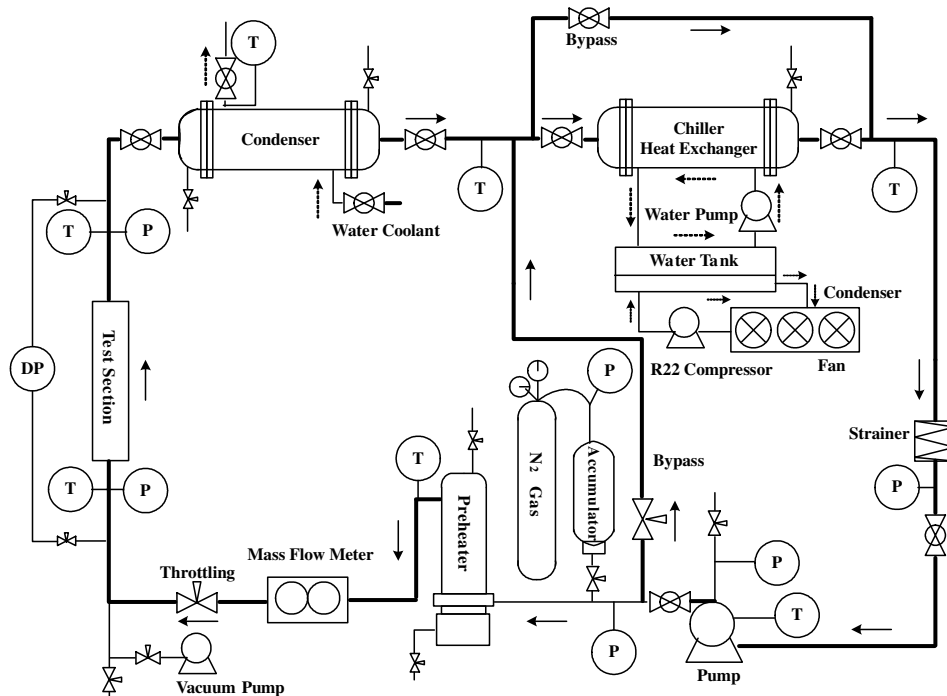 T
Bypass
Condenser
Chiller
Heat Exchanger
T
T
Water Coolant
Water Pump
T
P
Water Tank
Condenser
Test Section
DP
R22 Compressor
Fan
P
Strainer
T
N2 Gas
Accumulator
Bypass
T
P
Preheater
P
Mass Flow Meter
P
Throttling
T
P
Pump
Vacuum Pump